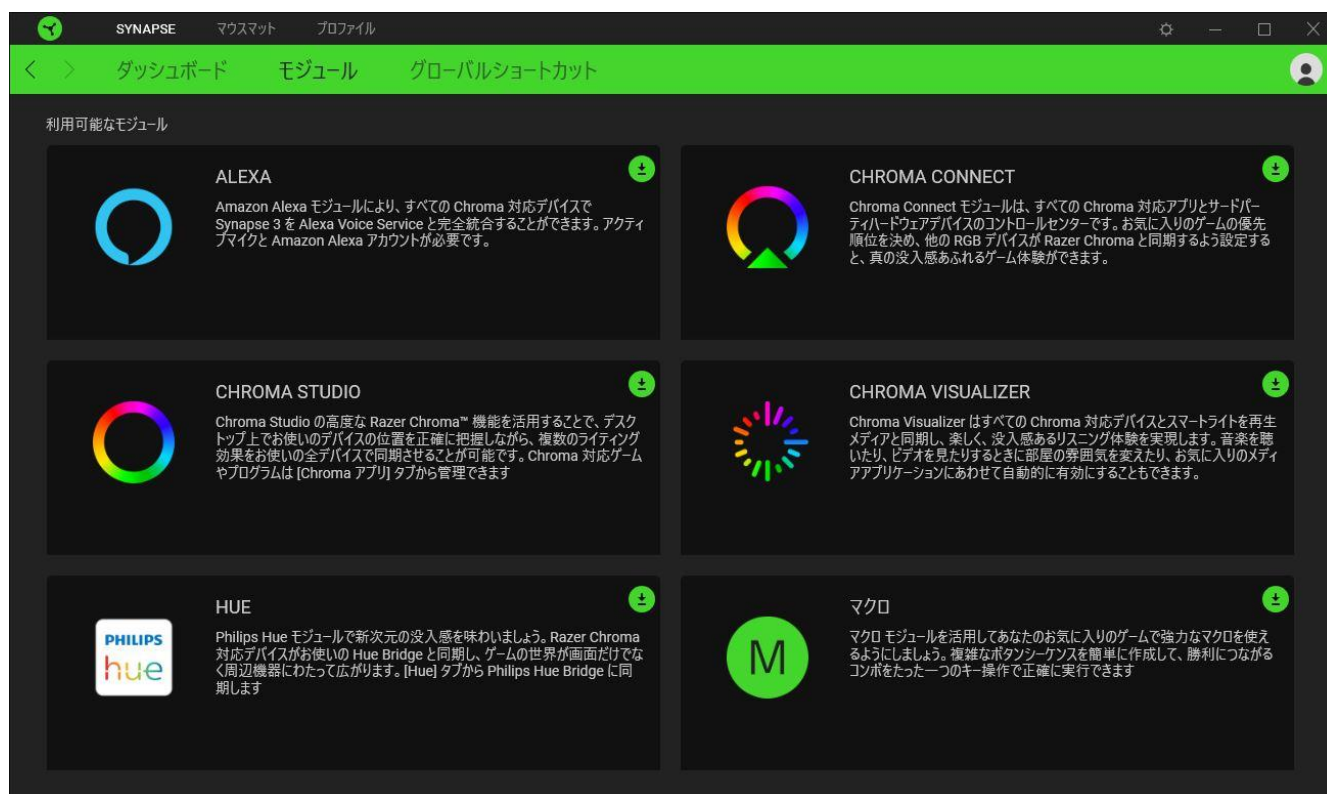 SYNAPSE マウスマット プロファイル
ダッシュボード モジュール グローバルショートカット
利用可能なモジュール
ALEXA
Amazon Alexa モジュールにより、すべての Chroma 対応デバイスで
Synapse 3 を Alexa Voice Service と完全統合することができます。アクティ
ブマイクと Amazon Alexa アカウントが必要です。
CHROMA CONNECT
Chroma Connect モジュールは、すべての Chroma 対応アプリとサードパー
ティハードウェアデバイスのコントロールセンターです。お気に入りのゲームの優先
順位を決め、他の RGB デバイスが Razer Chroma と同期するよう設定する
と、真の没入感あふれるゲーム体験ができます。
CHROMA STUDIO
Chroma Studio の高度な Razer Chroma™ 機能を活用することで、デスク
トップ上でお使いのデバイスの位置を正確に把握しながら、複数のライティング
効果をお使いの全デバイスで同期させることが可能です。Chroma 対応ゲーム
やプログラムは [Chroma アプリ] タブから管理できます
CHROMA VISUALIZER
Chroma Visualizer はすべての Chroma 対応デバイスとスマートライトを再生
メディアと同期し、楽しく、没入感あるリスニング体験を実現します。音楽を聴
いたり、ビデオを見たりするときに部屋の雰囲気を変えたり、お気に入りのメディ
アアプリケーションにあわせて自動的に有効にすることもできます。
PHILIPS
hue
HUE
Philips Hue モジュールで新次元の没入感を味わいましょう。Razer Chroma
対応デバイスがお使いの Hue Bridge と同期し、ゲームの世界が画面だけでな
く周辺機器にわたって広がります。[Hue] タブから Philips Hue Bridge に同
期します
M
マクロ
マクロ モジュールを活用してあなたのお気に入りのゲームで強力なマクロを使え
るようにしましょう。複雑なボタンシーケンスを簡単に作成して、勝利につながる
コンボをたった一つのキー操作で正確に実行できます